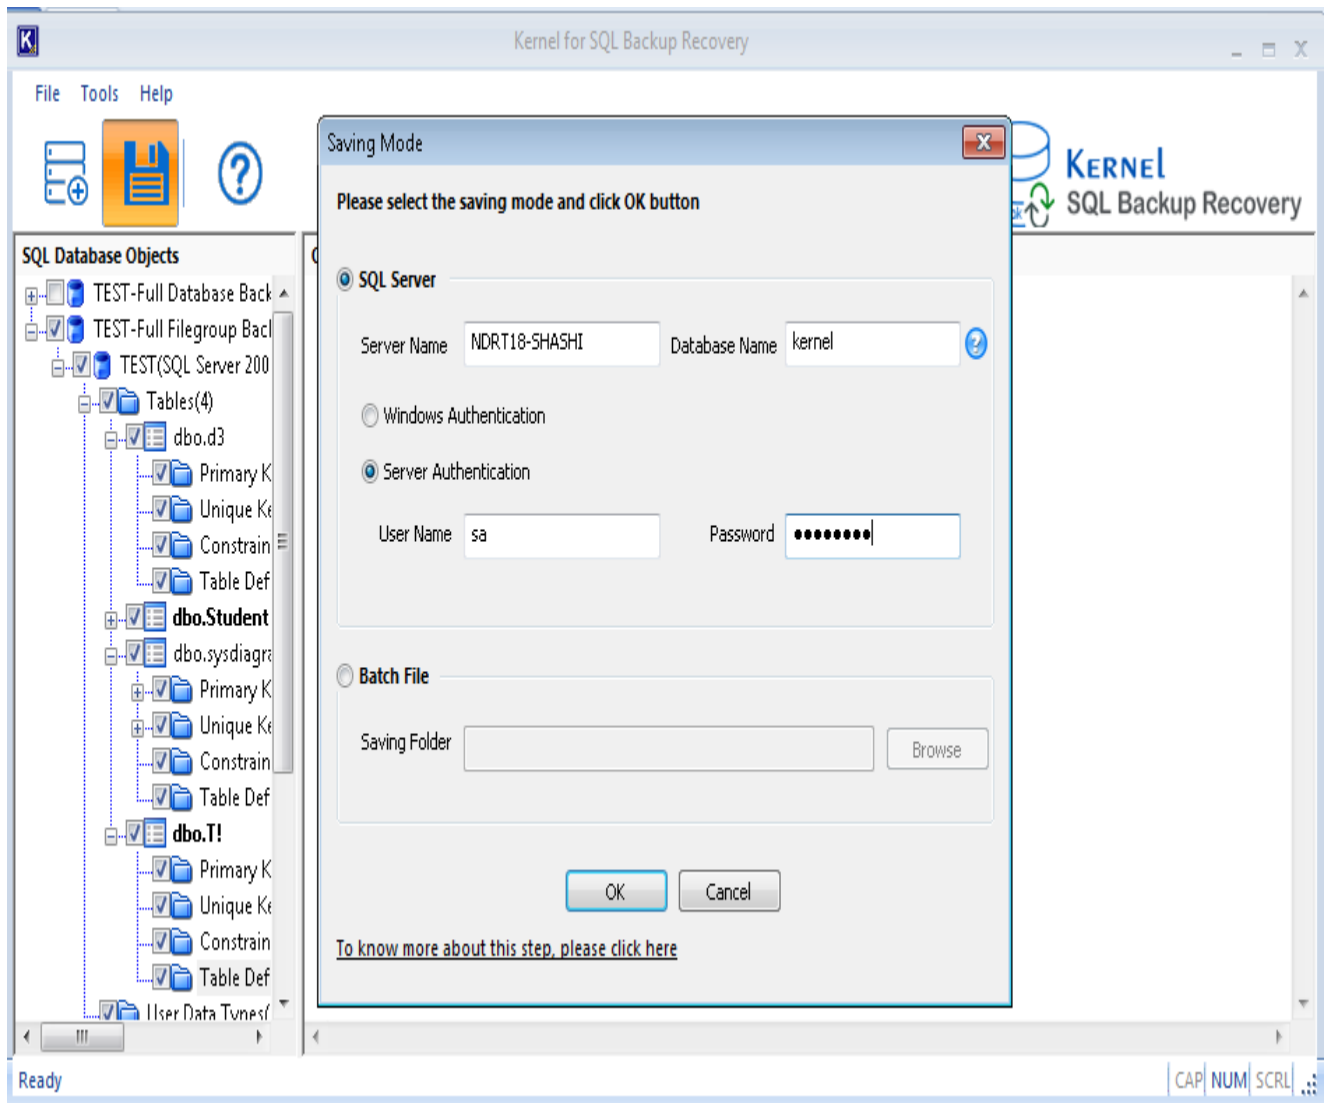 Kernel for SQL Backup Recovery
File Tools Help
KERNEL
SQL Backup Recovery
SQL Database Objects
TEST-Full Database Back
TEST-Full Filegroup Bac
TEST(SQL Server 200
Tables(4)
dbo.d3
Primary K
Unique Ke
Constrain
Table Def
dbo.Student
dbo.sysdiagra
Primary K
Unique Ke
Constrain
Table Def
dbo.T!
Primary K
Unique Ke
Constrain
Table Def
User Data Types(
Saving Mode
Please select the saving mode and click OK button
SQL Server
Server Name NDRT18-SHASHI Database Name kernel
Windows Authentication
Server Authentication
User Name sa Password ●●●●●●●●
Batch File
Saving Folder Browse
OK Cancel
To know more about this step, please click here
Ready CAP NUM SCRL